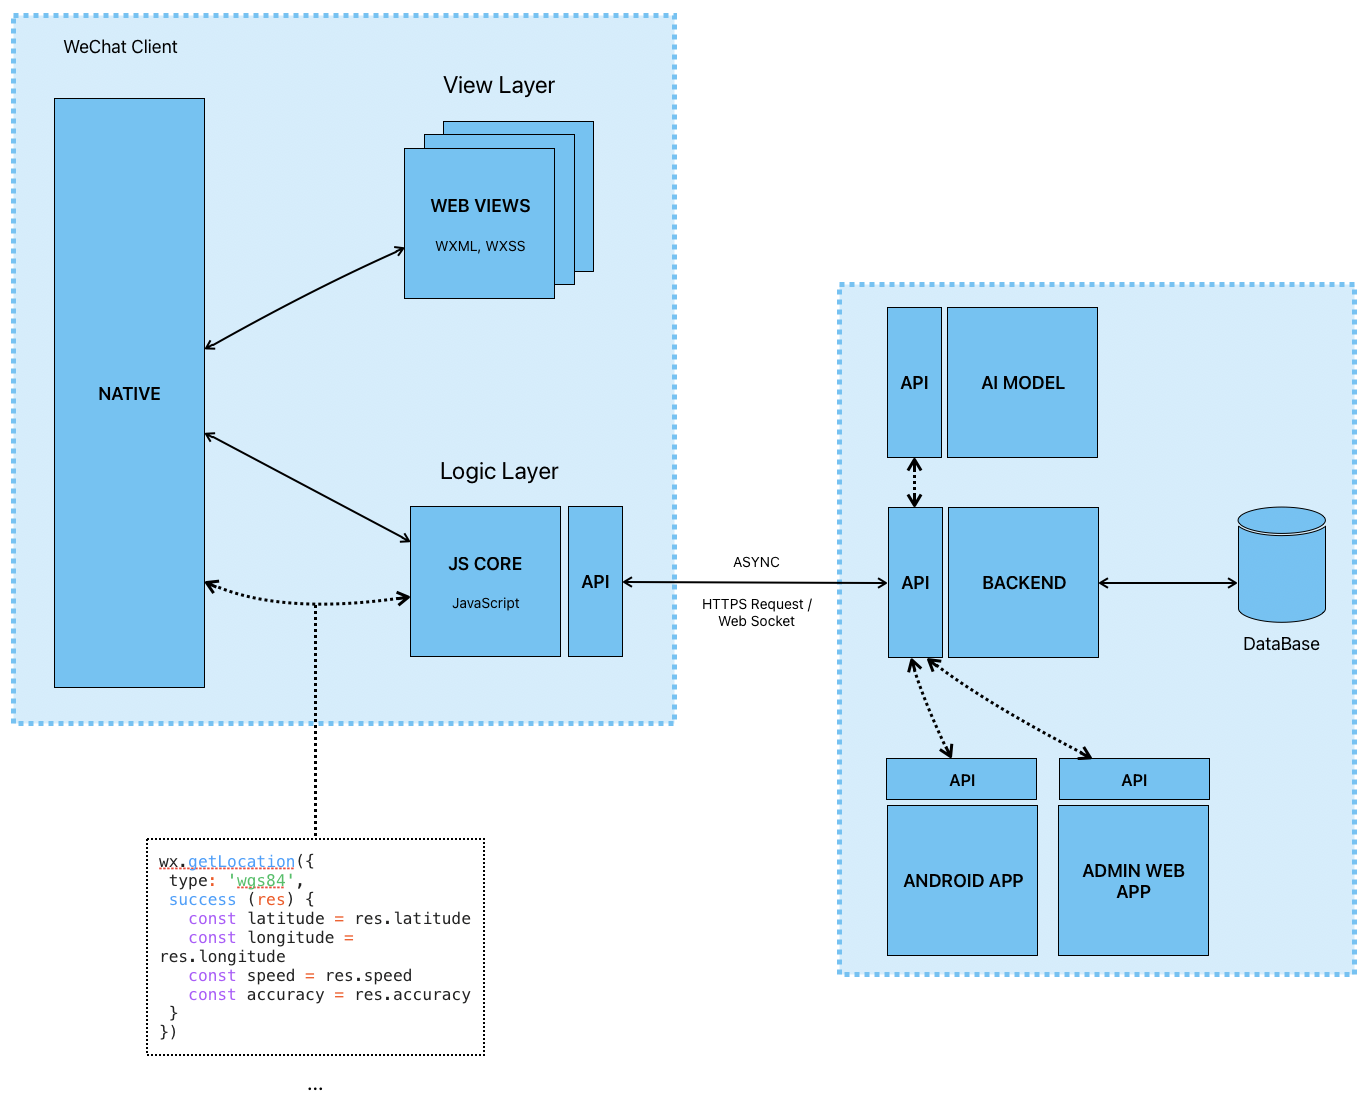 WeChat Client
View Layer
WEB VIEWS
WXML, WXSS
NATIVE
Logic Layer
JS CORE
JavaScript
API
ASYNC
HTTPS Request /
Web Socket
API
AI MODEL
API
BACKEND
DataBase
API
API
ANDROID APP
ADMIN WEB
APP
wx.getLocation({
type: 'wgs84',
success (res) {
const latitude = res.latitude
const longitude =
res.longitude
const speed = res.speed
const accuracy = res.accuracy
}
})
...